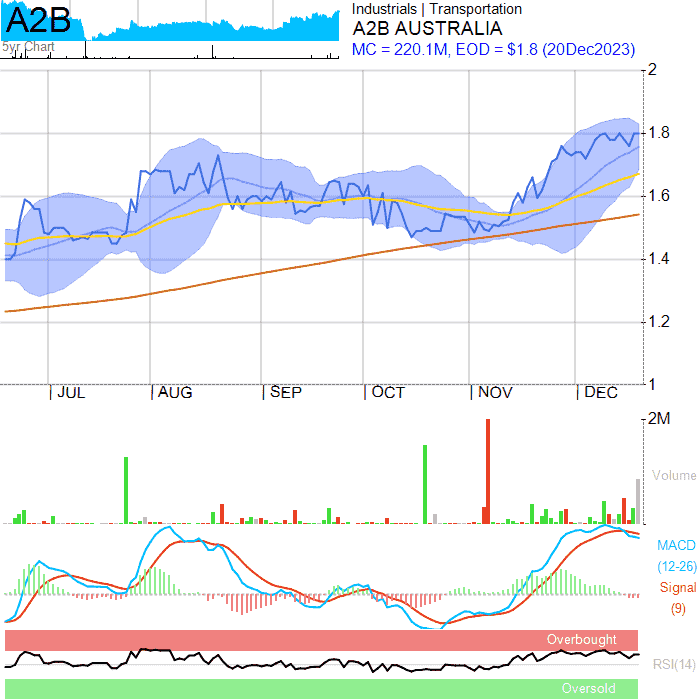 A2B
5yr Chart
Industrials | Transportation
A2B AUSTRALIA
MC = 220.1M, EOD = $1.8 (20Dec2023)
2
1.8
1.6
1.4
1.2
1
JUL AUG SEP OCT NOV DEC
2M
Volume
MACD
(12-26)
Signal
(9)
Overbought
RSI(14)
Oversold